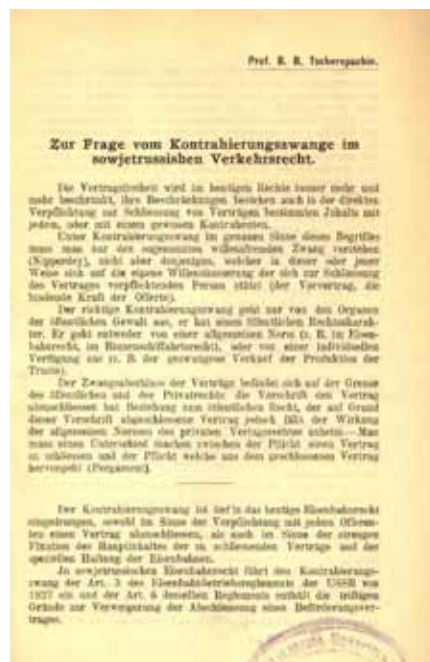 Prof. B. B. Tscherepachin.
Zur Frage vom Kontrahierungszwange im
sowjetrussishen Verkehrsrecht.
Die Vertragsfreiheit wird im heutigen Rechte immer mehr und
mehr beschränkt, ihre Beschränkungen bestehen auch in der direkten
Verpflichtung zur Schliessung von Verträgen bestimmten Jnhalts mit
jedem, oder mit einem gewissen Kontrahenten.
Unter Kontrahierungszwang im genauen Sinne dieses Begriffes
muss man nur den sogenannten willensfremden Zwang verstehen
(Nipperdey), nicht aber denjenigen, welcher in dieser oder jener
Weise sich auf die eigene Willensäusserung der sich zur Schliessung
des Vertrages verpflichtenden Person stützt (der Vorvertrag, die
bindende Kraft der Offerte).
Der richtige Kontrahierungszwang geht nur von den Organen
der öffentlichen Gewalt aus, er hat einen öffentlichen Rechtscharak-
ter. Er geht entweder von einer allgemeinen Norm (z. B. im Eisen-
bahnrecht, im Binnenschiffahrtsrecht), oder von einer individuellen
Verfügung aus (z. B. der gezwungene Verkauf der Produktion der
Truste).
Der Zwangsabschluss der Verträge befindet sich auf der Grenze
des öffentlichen und des Privatrechts: die Vorschrift den Vertrag
abzuschliessen hat Beziehung zum öffentlichen Recht, der auf Grund
dieser Vorschrift abgeschlossene Vertrag jedoch fällt der Wirkung
der allgemeinen Normen des privaten Vertragsrechtes anheim.—Man
muss einen Unterschied machen zwischen der Pflicht einen Vertrag
zu schliessen und der Pflicht welche aus dem geschlossenen Vertrag
hervorgeht (Pergament).
Der Kontrahierungszwang ist tief in das heutige Eisenbahnrecht
eingedrungen, sowohl im Sinne der Verpflichtung mit jedem Offeren-
ten einen Vertrag abzuschliessen, als auch im Sinne der strengen
Fixation des Hauptinhaltes der zu schliessenden Verträge und der
speziellen Haftung der Eisenbahnen.
Jn sowjetrussischen Eisenbahnrecht führt den Kontrahierungs-
zwang der Art. 3 des Eisenbahnbetriebsreglements der USSR von
1927 ein und der Art. 6 desselben Reglements enthält die triftigen
Gründe zur Verweigerung der Abschliessung eines Beförderungsver-
trages.